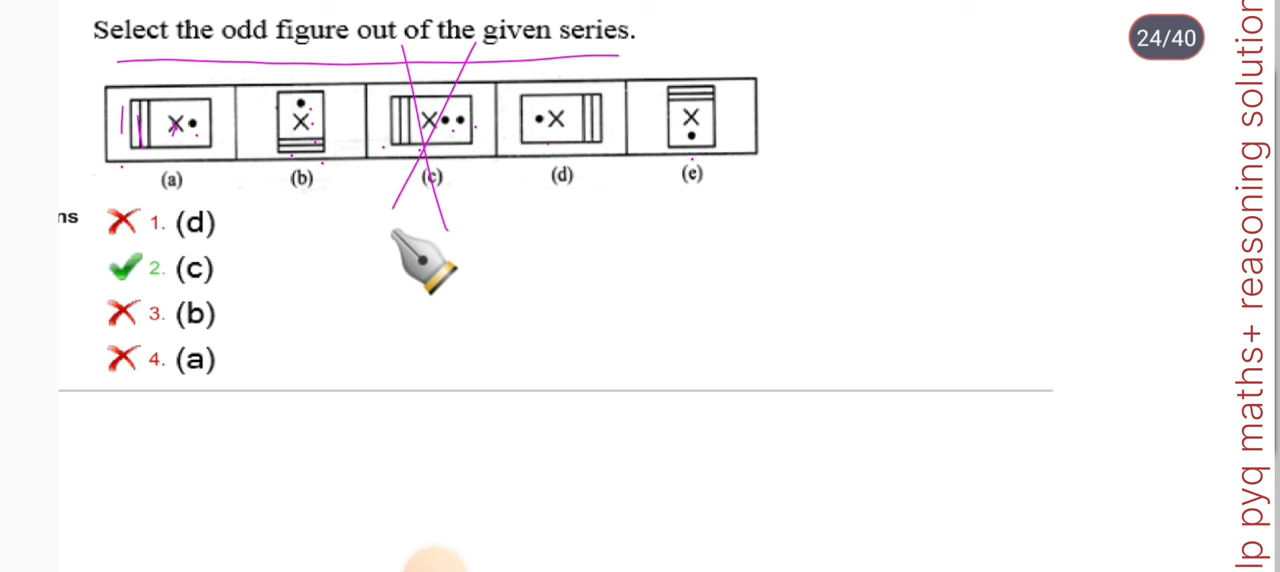 Select the odd figure out of the given series.
24/40
(a) (b) (c) (d) (e)
ns
1. (d)
2. (c)
3. (b)
4. (a)
lp pyq maths+ reasoning solution